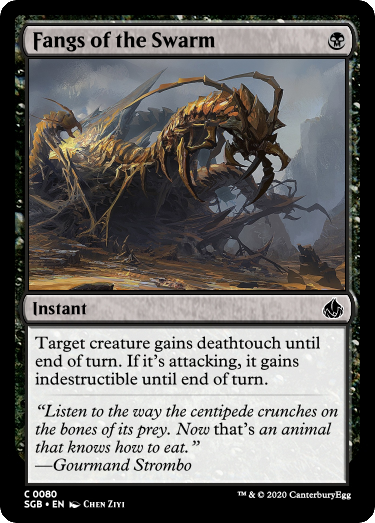 Fangs of the Swarm
Instant
Target creature gains deathtouch until
end of turn. If it's attacking, it gains
indestructible until end of turn.
“Listen to the way the centipede crunches on
the bones of its prey. Now that's an animal
that knows how to eat.”
—Gourmand Strombo
C 0080
SGB • EN Chen Ziyi
™ & © 2020 CanterburyEgg